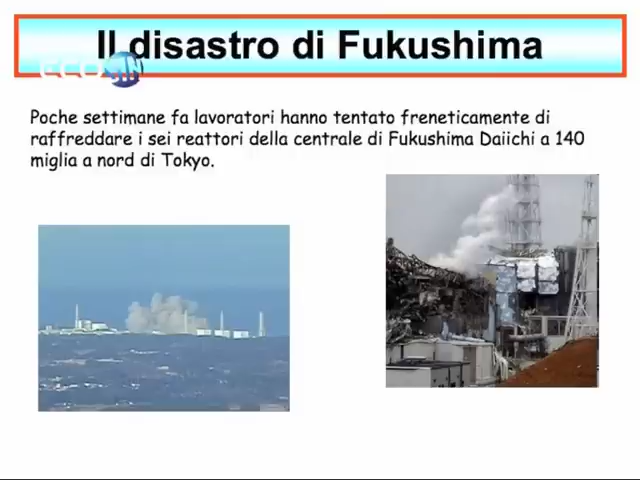 Il disastro di Fukushima
ECO
Poche settimane fa lavoratori hanno tentato freneticamente di
raffreddare i sei reattori della centrale di Fukushima Daiichi a 140
miglia a nord di Tokyo.